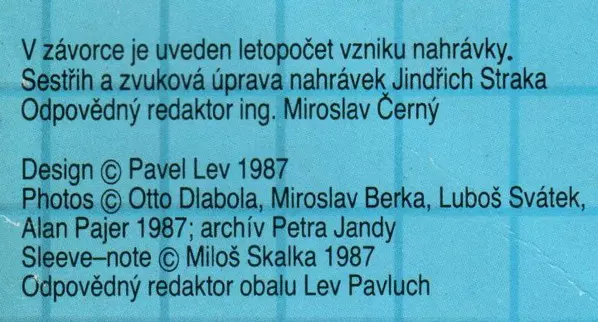 V závorce je uveden letopočet vzniku nahrávky.
Sestřih a zvuková úprava nahrávek Jindřich Straka
Odpovědný redaktor ing. Miroslav Černý
Design © Pavel Lev 1987
Photos © Otto Dlabola, Miroslav Berka, Luboš Svátek,
Alan Pajer 1987; archív Petra Jandy
Sleeve–note © Miloš Skalka 1987
Odpovědný redaktor obalu Lev Pavluch